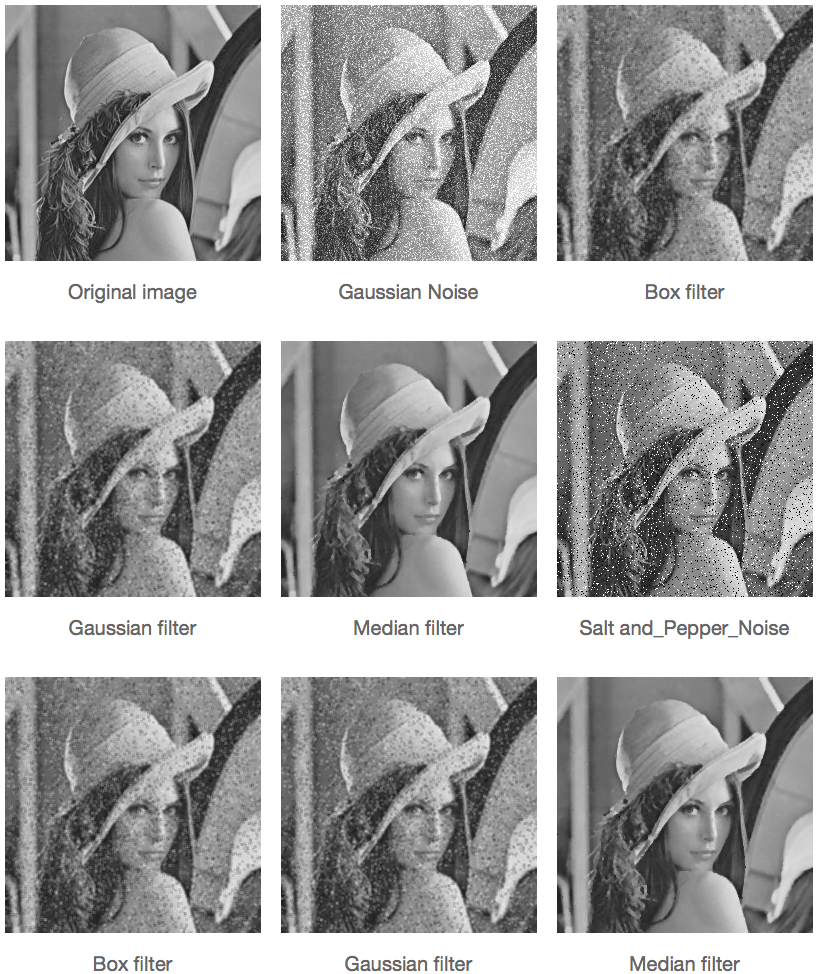 Original image
Gaussian Noise
Box filter
Gaussian filter
Median filter
Salt and_Pepper_Noise
Box filter
Gaussian filter
Median filter